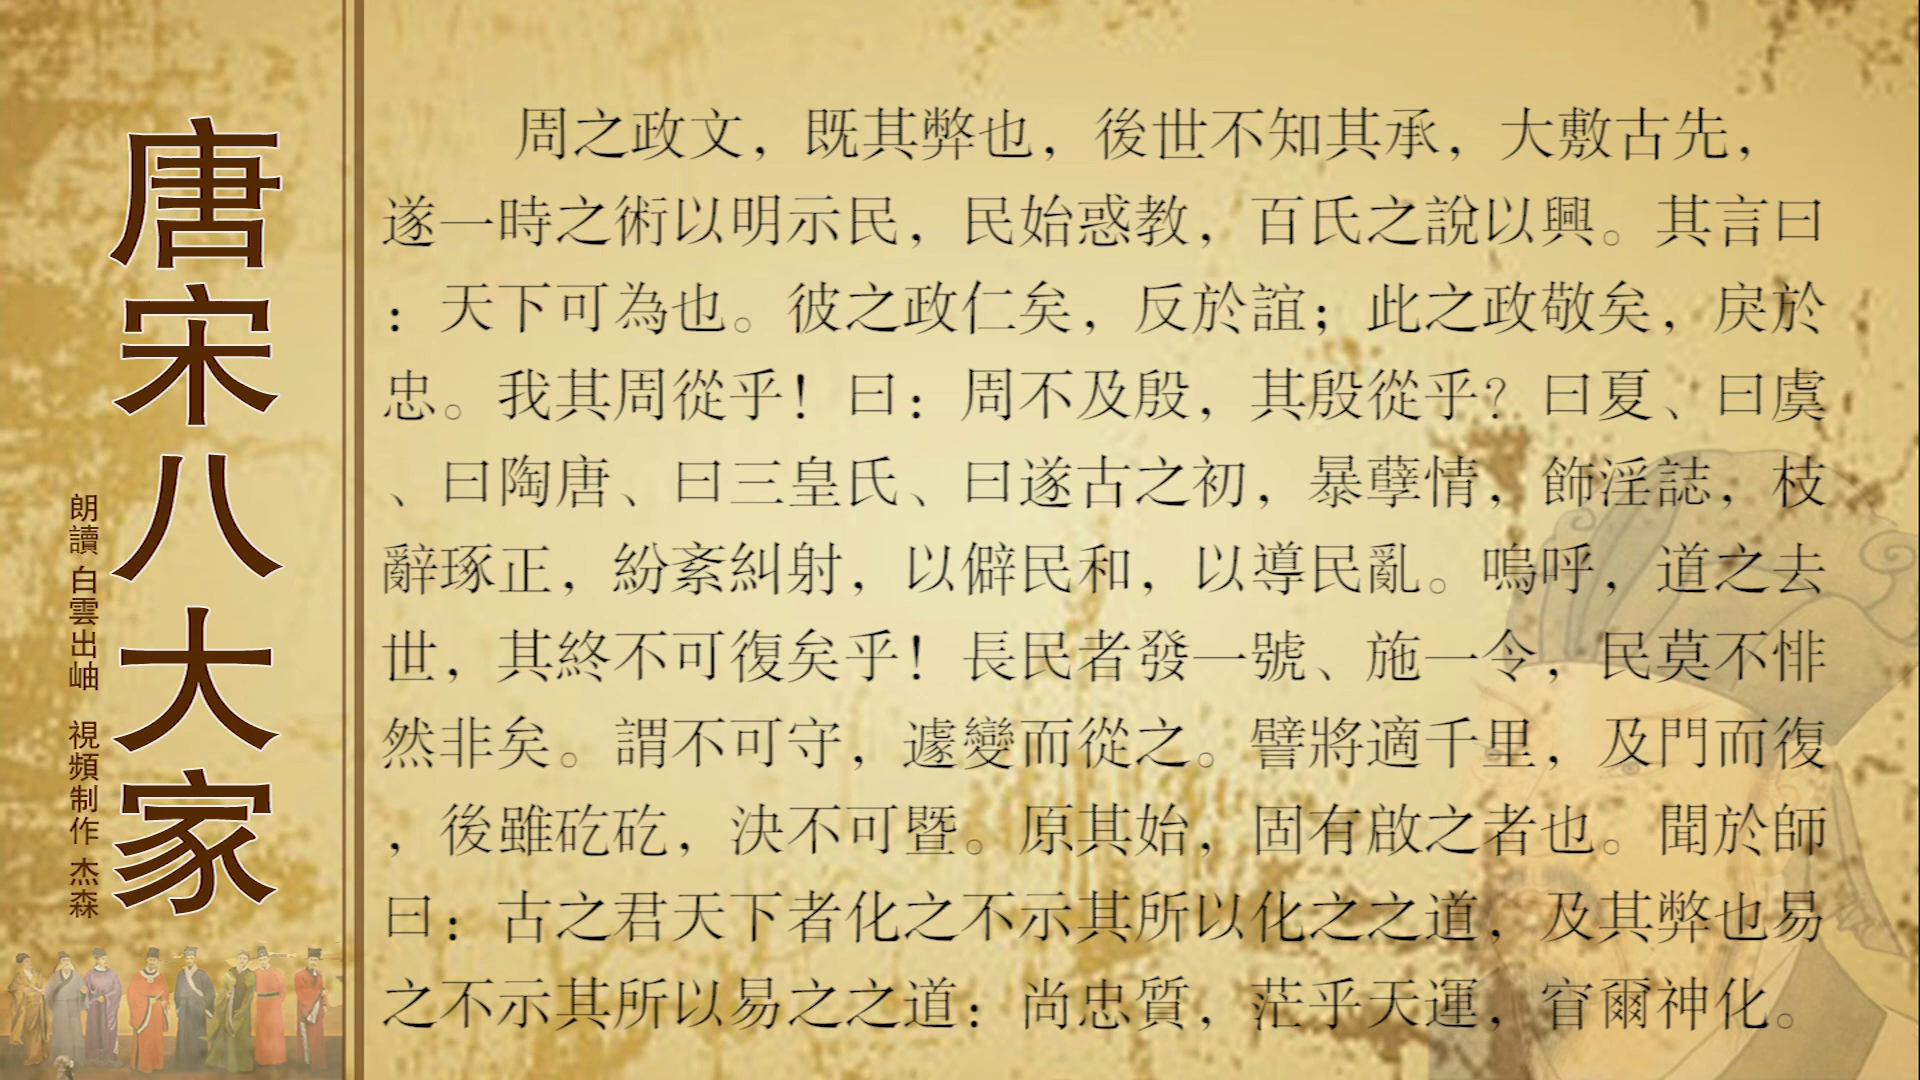 唐宋八大家
朗讀 白雲出岫 視頻制作 杰森
周之政文，既其弊也，後世不知其承，大敷古先，
遂一時之術以明示民，民始惑教，百氏之說以興。其言曰
：天下可為也。彼之政仁矣，反於誼；此之政敬矣，戾於
忠。我其周從乎！曰：周不及殷，其殷從乎？曰夏、曰虞
、曰陶唐、曰三皇氏、曰遂古之初，暴孽情，飾淫誌，枝
辭琢正，紛紊糾射，以僻民和，以導民亂。嗚呼，道之去
世，其終不可復矣乎！長民者發一號、施一令，民莫不悱
然非矣。謂不可守，遽變而從之。譬將適千里，及門而復
，後雖矻矻，決不可暨。原其始，固有啟之者也。聞於師
曰：古之君天下者化之不示其所以化之之道，及其弊也易
之不示其所以易之之道：尚忠質，茫乎天運，窅爾神化。